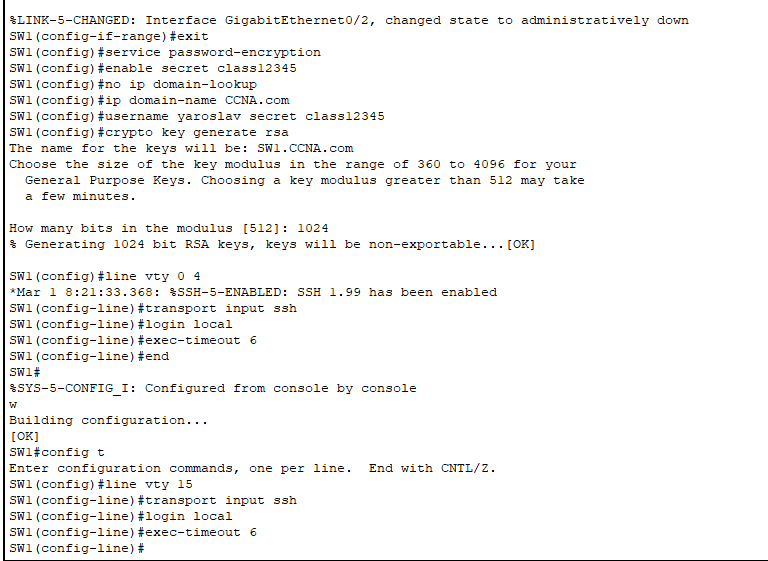 %LINK-5-CHANGED: Interface GigabitEthernet0/2, changed state to administratively down
SW1(config-if-range)#exit
SW1(config)#service password-encryption
SW1(config)#enable secret class12345
SW1(config)#no ip domain-lookup
SW1(config)#ip domain-name CCNA.com
SW1(config)#username yaroslav secret class12345
SW1(config)#crypto key generate rsa
The name for the keys will be: SW1.CCNA.com
Choose the size of the key modulus in the range of 360 to 4096 for your
  General Purpose Keys. Choosing a key modulus greater than 512 may take
  a few minutes.

How many bits in the modulus [512]: 1024
% Generating 1024 bit RSA keys, keys will be non-exportable...[OK]

SW1(config)#line vty 0 4
*Mar 1 8:21:33.368: %SSH-5-ENABLED: SSH 1.99 has been enabled
SW1(config-line)#transport input ssh
SW1(config-line)#login local
SW1(config-line)#exec-timeout 6
SW1(config-line)#end
SW1#
%SYS-5-CONFIG_I: Configured from console by console
w
Building configuration...
[OK]
SW1#config t
Enter configuration commands, one per line.  End with CNTL/Z.
SW1(config)#line vty 15
SW1(config-line)#transport input ssh
SW1(config-line)#login local
SW1(config-line)#exec-timeout 6
SW1(config-line)#